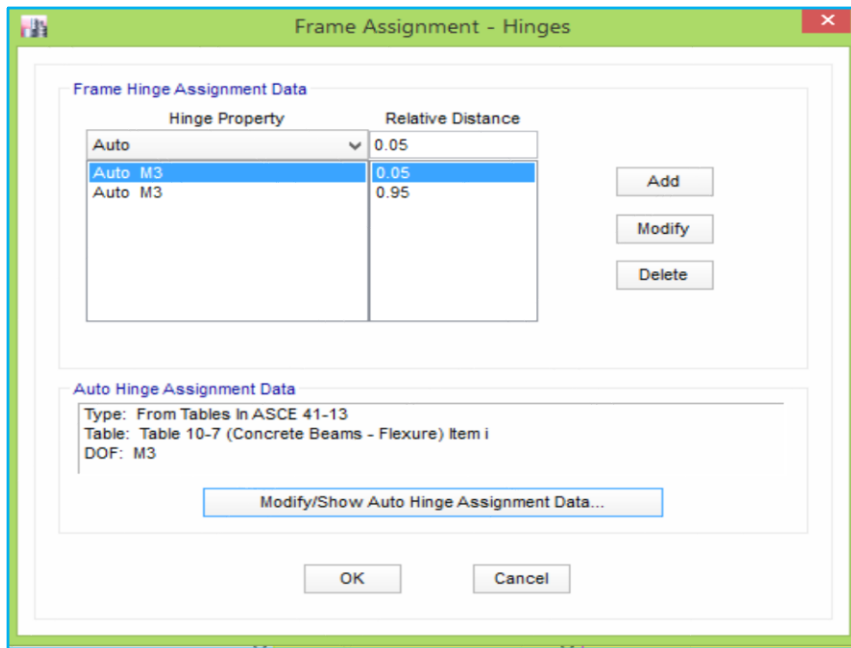 Frame Assignment - Hinges
Frame Hinge Assignment Data
Hinge Property Relative Distance
Auto 0.05
Auto M3 0.05
Auto M3 0.95
Add
Modify
Delete
Auto Hinge Assignment Data
Type: From Tables In ASCE 41-13
Table: Table 10-7 (Concrete Beams - Flexure) Item i
DOF: M3
Modify/Show Auto Hinge Assignment Data...
OK Cancel